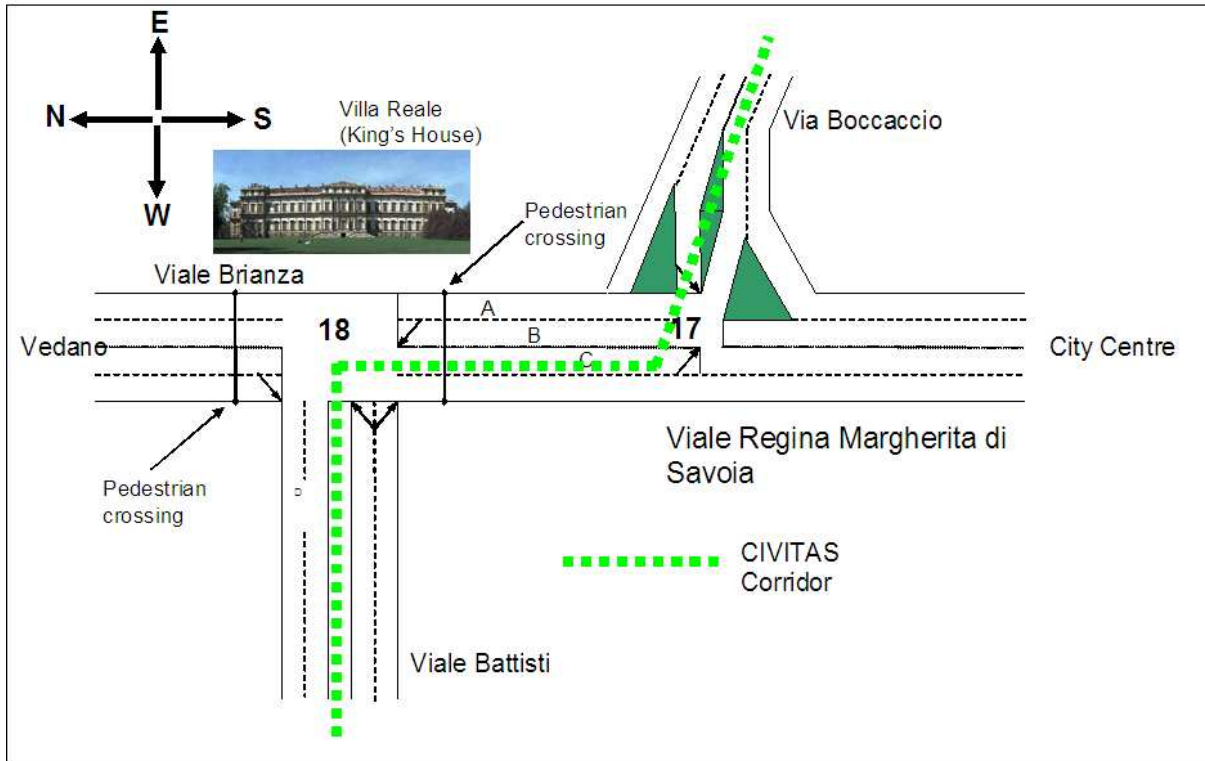 E
N
S
W
Villa Reale
(King's House)
Via Boccaccio
Pedestrian
crossing
Viale Brianza
A
18
B
17
Vedano
C
City Centre
Viale Regina Margherita di
Savoia
Pedestrian
crossing
CIVITAS
Corridor
Viale Battisti